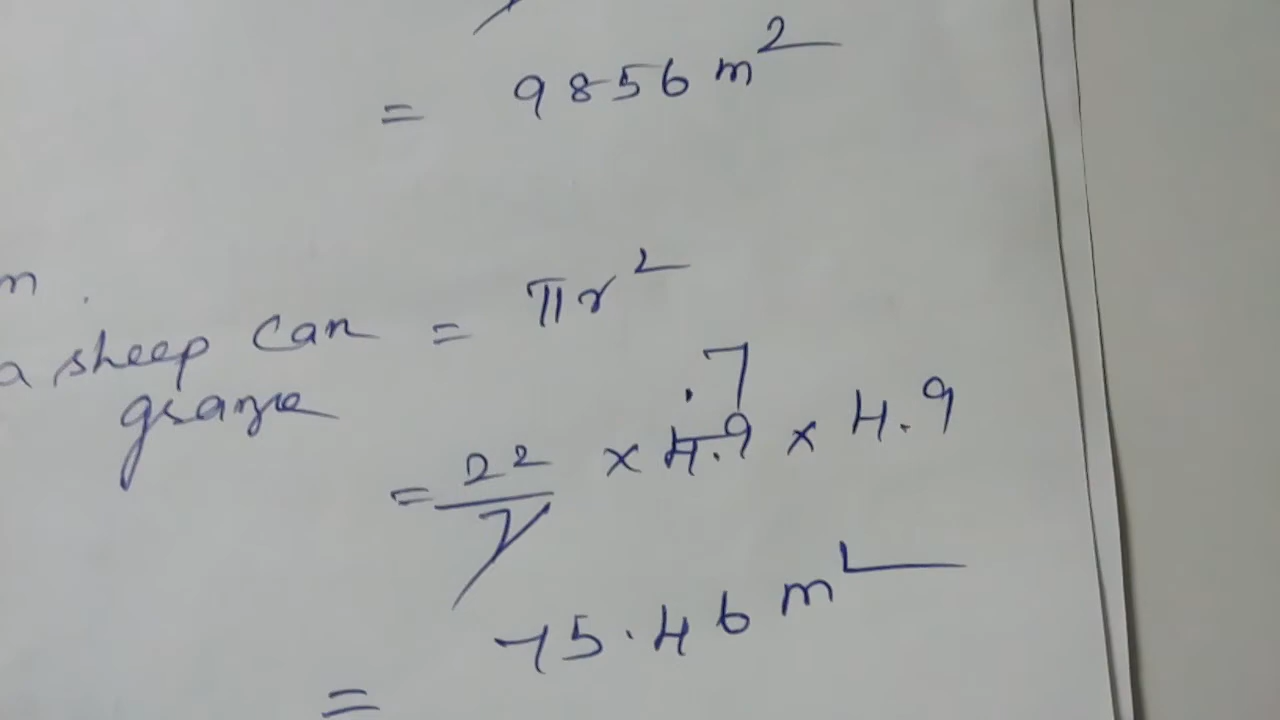 = 9856 m²
m.
a sheep can = πr²
graze
= 22/7 × 4.9 × 4.9
.7
= 75.46 m²